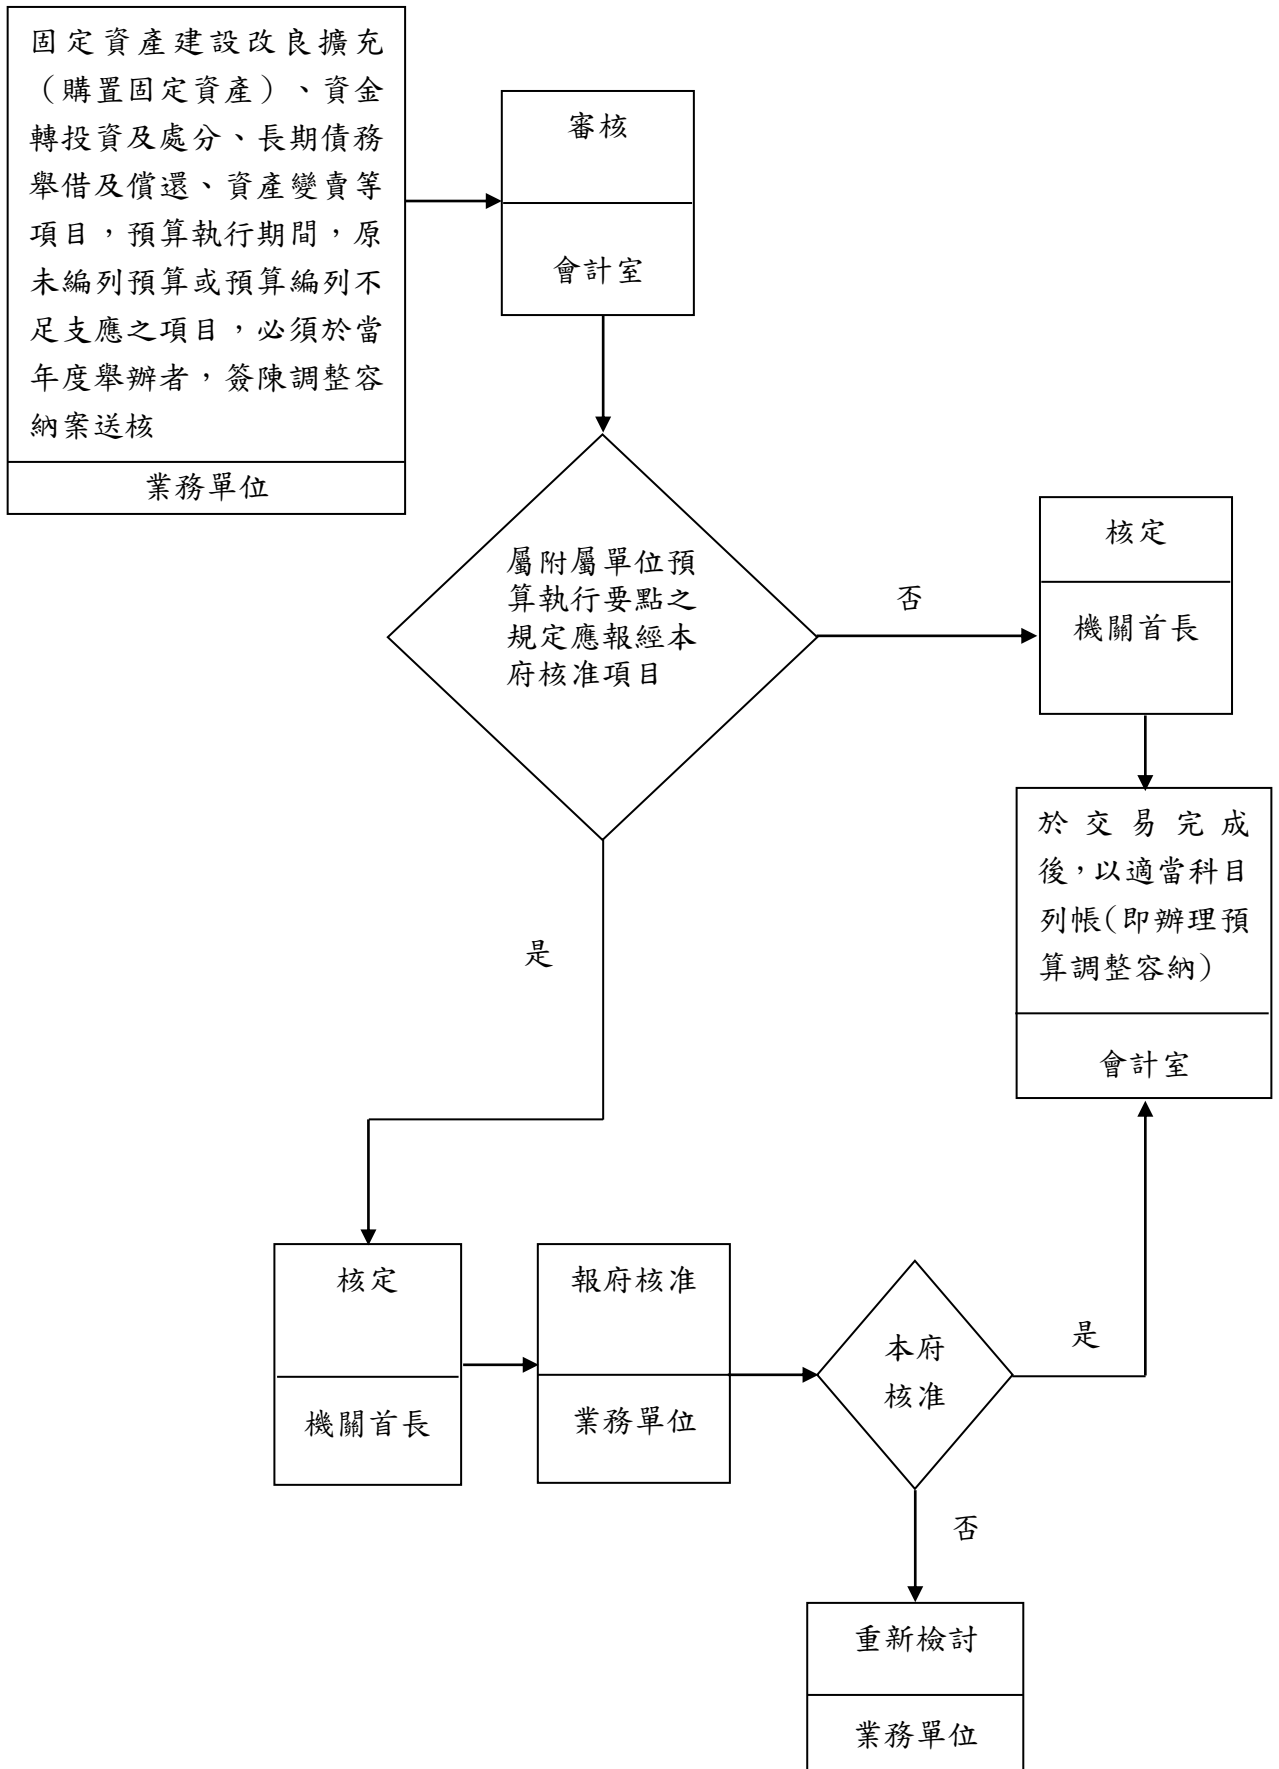 固定資產建設改良擴充
（購置固定資產）、資金
轉投資及處分、長期債務
舉借及償還、資產變賣等
項目，預算執行期間，原
未編列預算或預算編列不
足支應之項目，必須於當
年度舉辦者，簽陳調整容
納案送核
業務單位
審核
會計室
屬附屬單位預
算執行要點之
規定應報經本
府核准項目
否
核定
機關首長
於交易完成
後，以適當科目
列帳(即辦理預
算調整容納)
會計室
是
核定
機關首長
報府核准
業務單位
本府
核准
是
否
重新檢討
業務單位